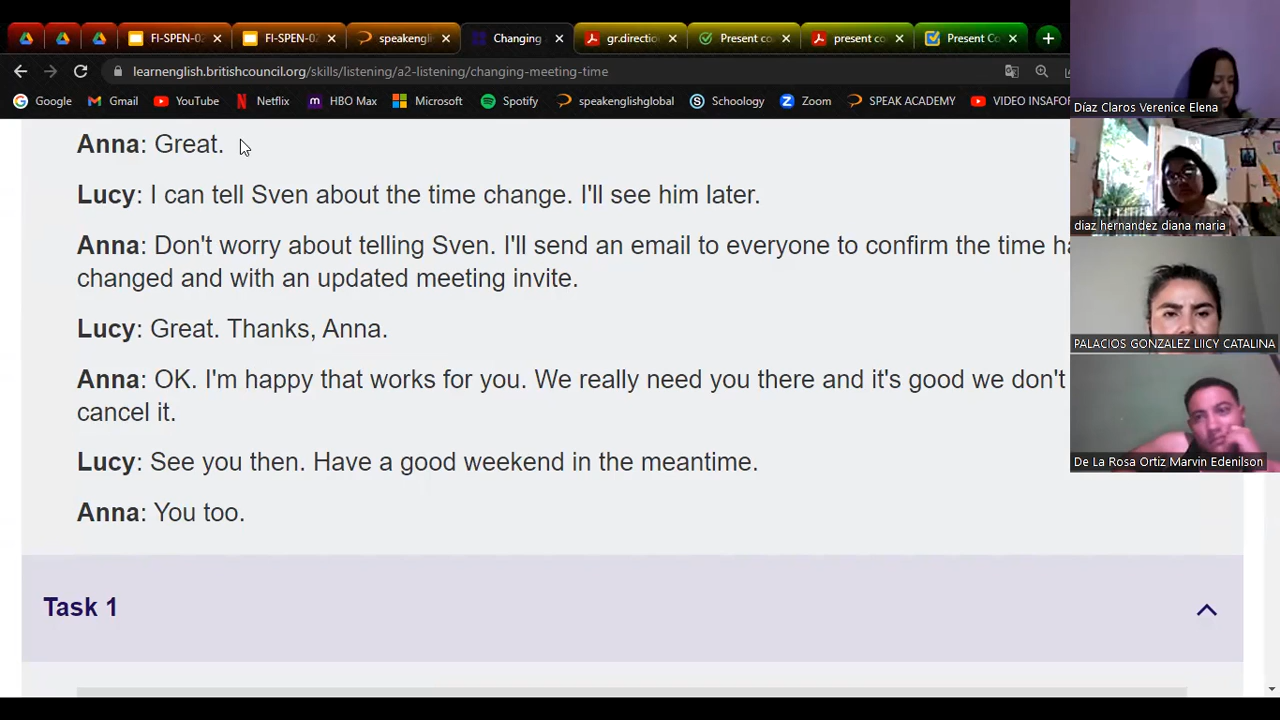 FI-SPEN-02
FI-SPEN-02
speakengli
Changing
gr.direction
Present co
present co
Present Co
learnenglish.britishcouncil.org/skills/listening/a2-listening/changing-meeting-time
Google
Gmail
YouTube
Netflix
HBO Max
Microsoft
Spotify
speakenglishglobal
Schoology
Zoom
SPEAK ACADEMY
VIDEO INSAFOR
Anna: Great.
Lucy: I can tell Sven about the time change. I'll see him later.
Anna: Don't worry about telling Sven. I'll send an email to everyone to confirm the time ha
changed and with an updated meeting invite.
Lucy: Great. Thanks, Anna.
Anna: OK. I'm happy that works for you. We really need you there and it's good we don't
cancel it.
Lucy: See you then. Have a good weekend in the meantime.
Anna: You too.
Task 1
Díaz Claros Verenice Elena
diaz hernandez diana maria
PALACIOS GONZALEZ LIICY CATALINA
De La Rosa Ortiz Marvin Edenilson